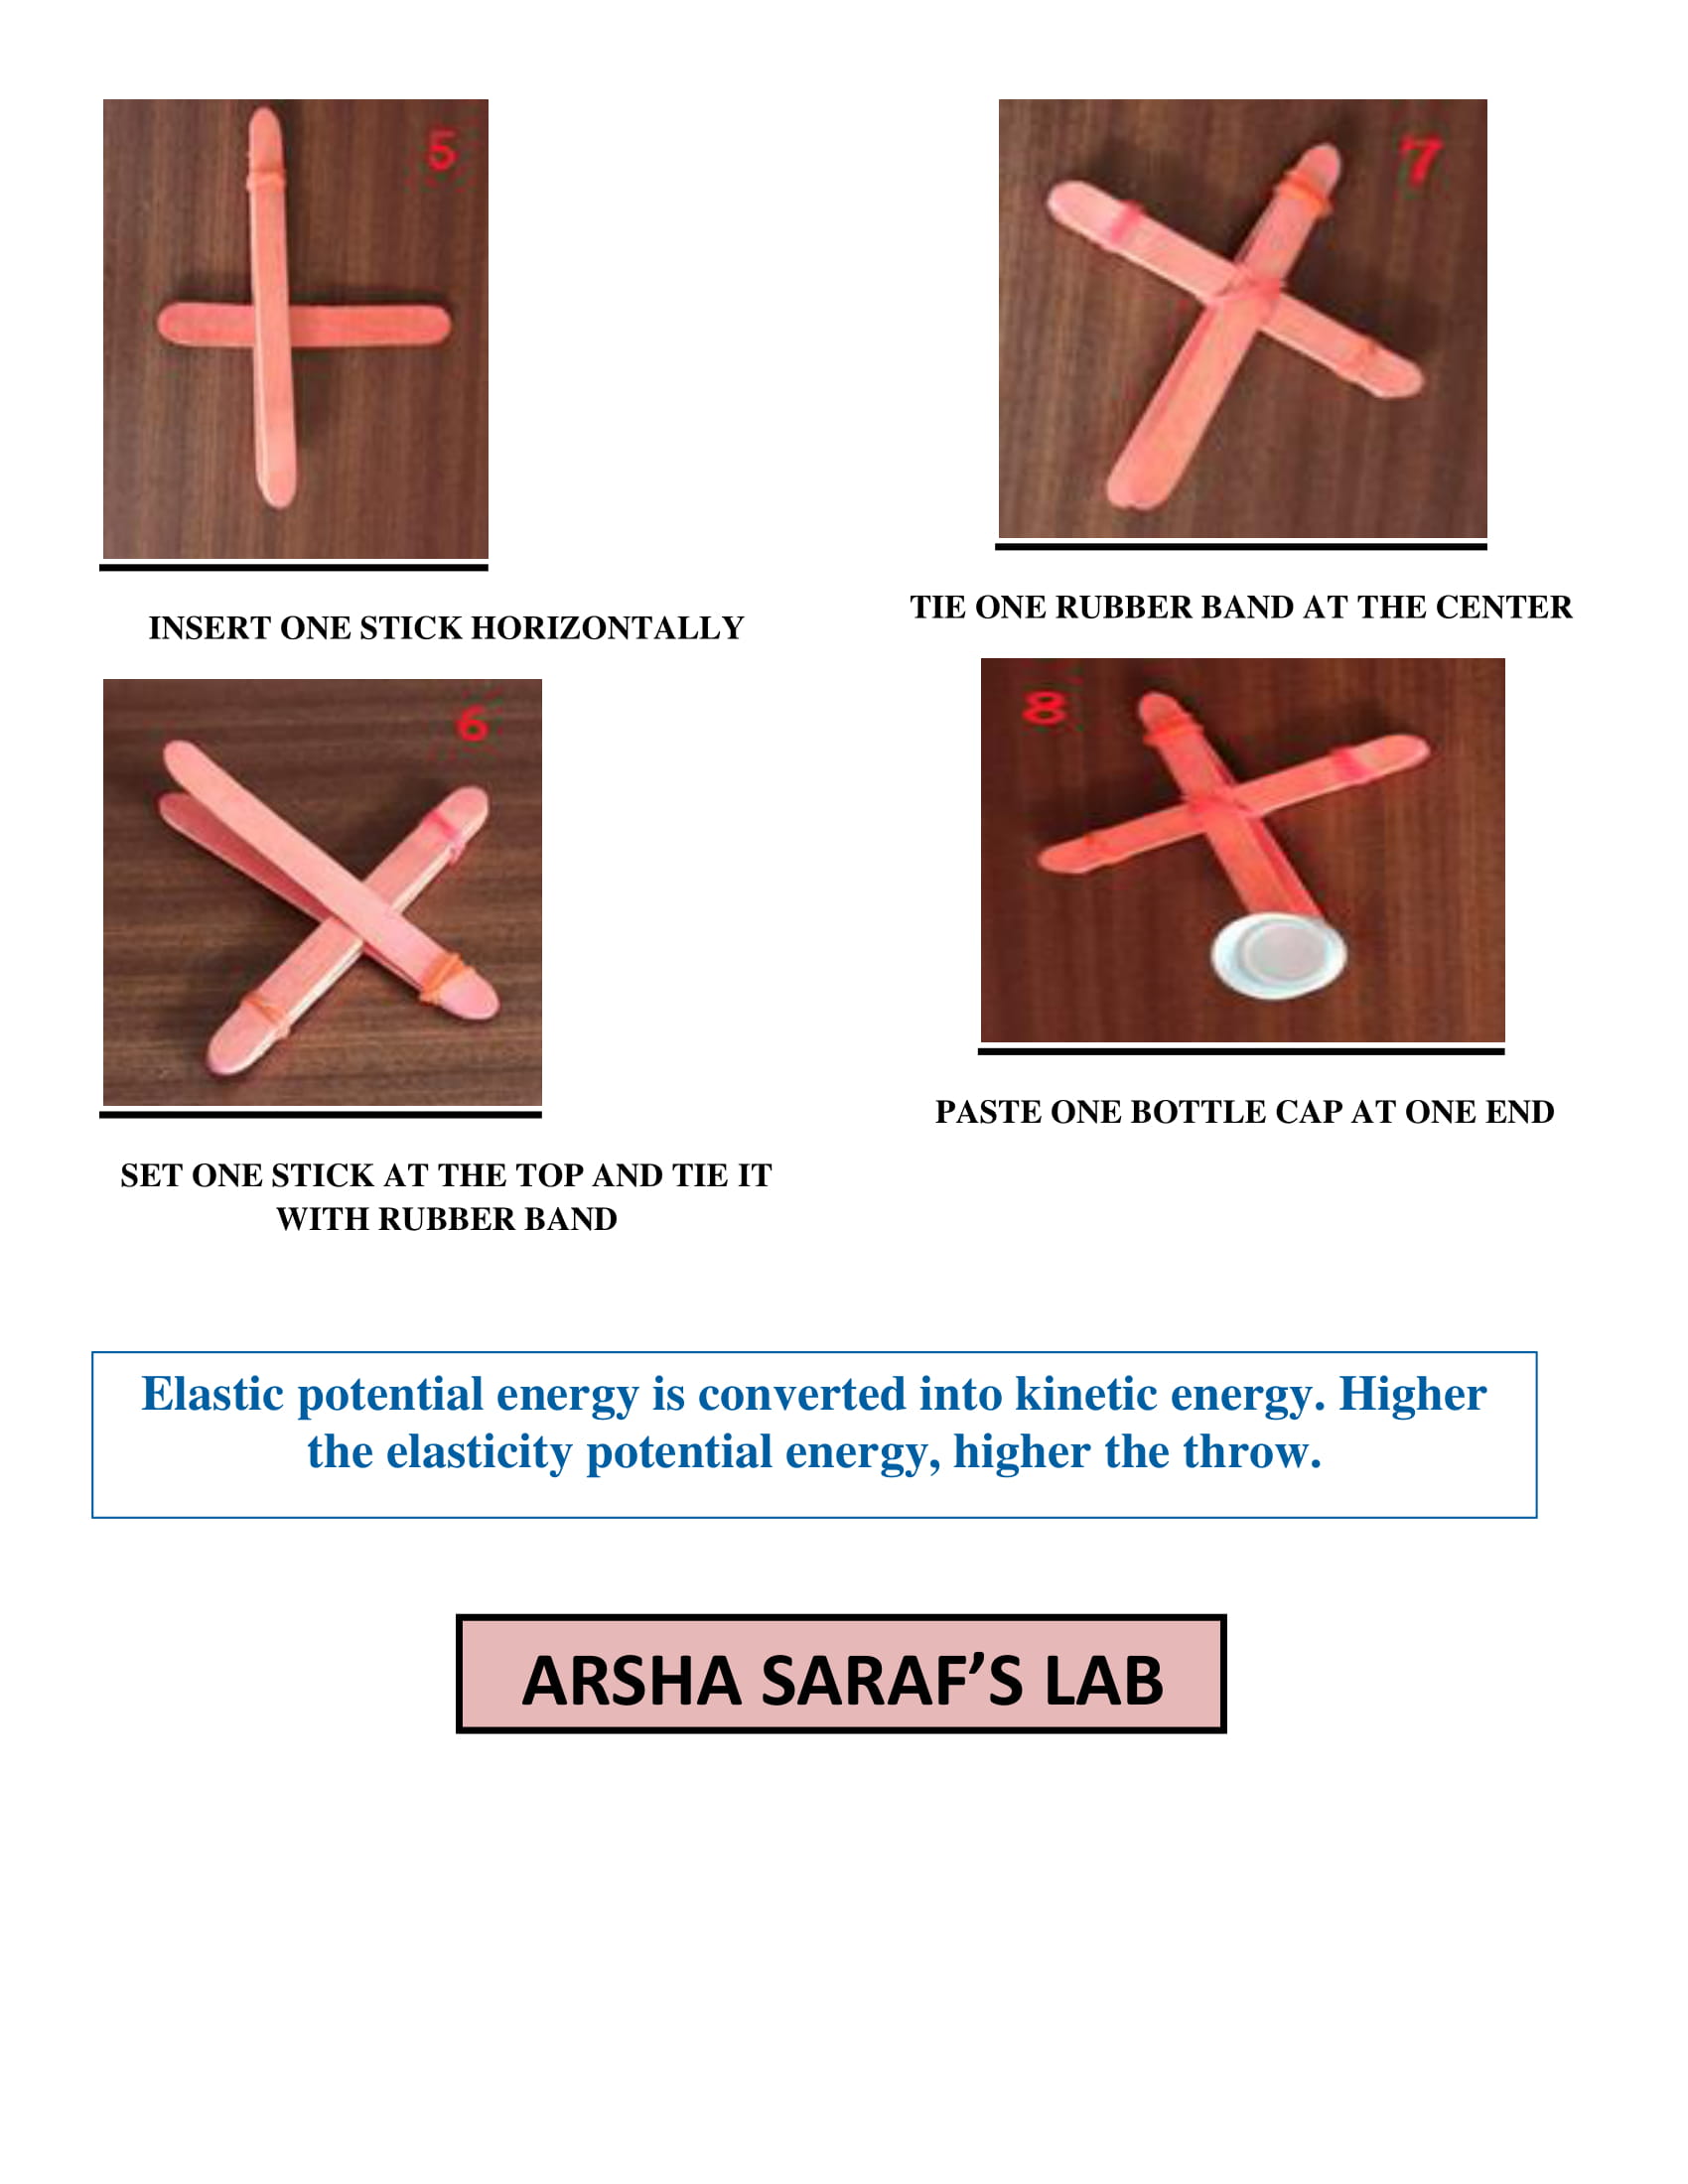 5
INSERT ONE STICK HORIZONTALLY
6
SET ONE STICK AT THE TOP AND TIE IT
WITH RUBBER BAND
7
TIE ONE RUBBER BAND AT THE CENTER
8
PASTE ONE BOTTLE CAP AT ONE END
Elastic potential energy is converted into kinetic energy. Higher
the elasticity potential energy, higher the throw.
ARSHA SARAF’S LAB